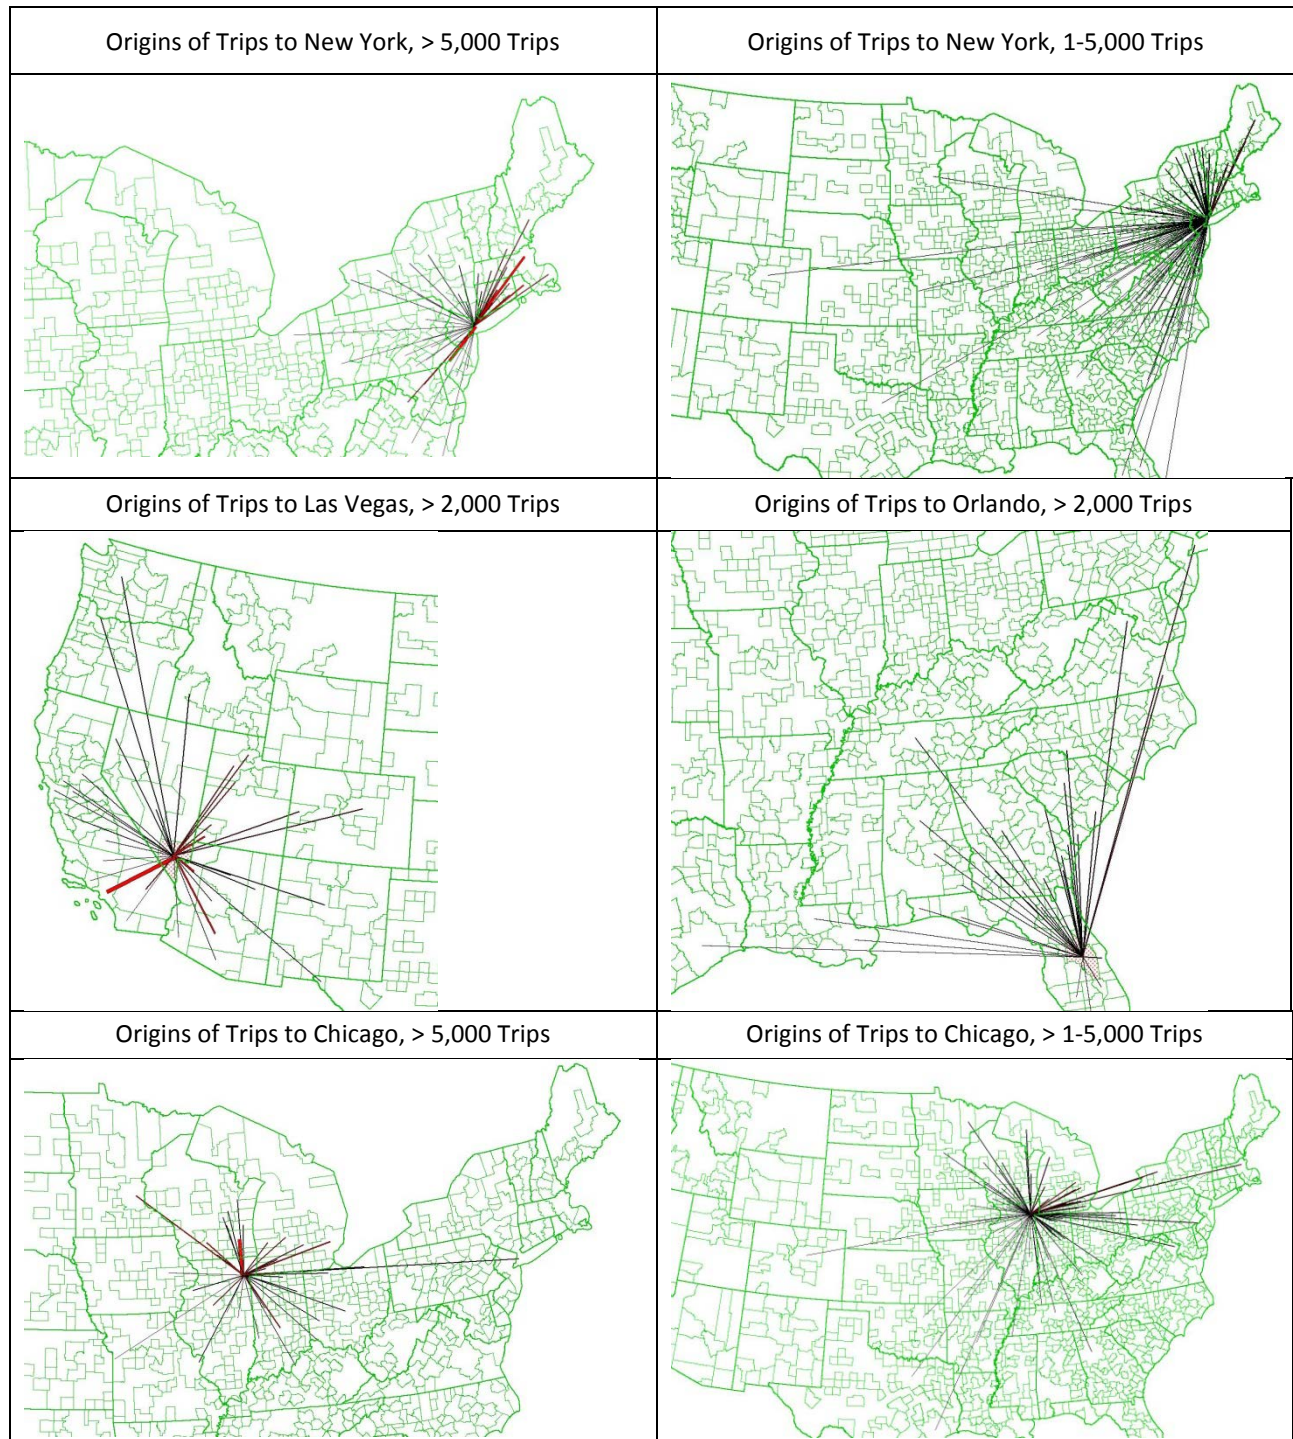 Origins of Trips to New York, > 5,000 Trips
Origins of Trips to New York, 1-5,000 Trips
Origins of Trips to Las Vegas, > 2,000 Trips
Origins of Trips to Orlando, > 2,000 Trips
Origins of Trips to Chicago, > 5,000 Trips
Origins of Trips to Chicago, > 1-5,000 Trips